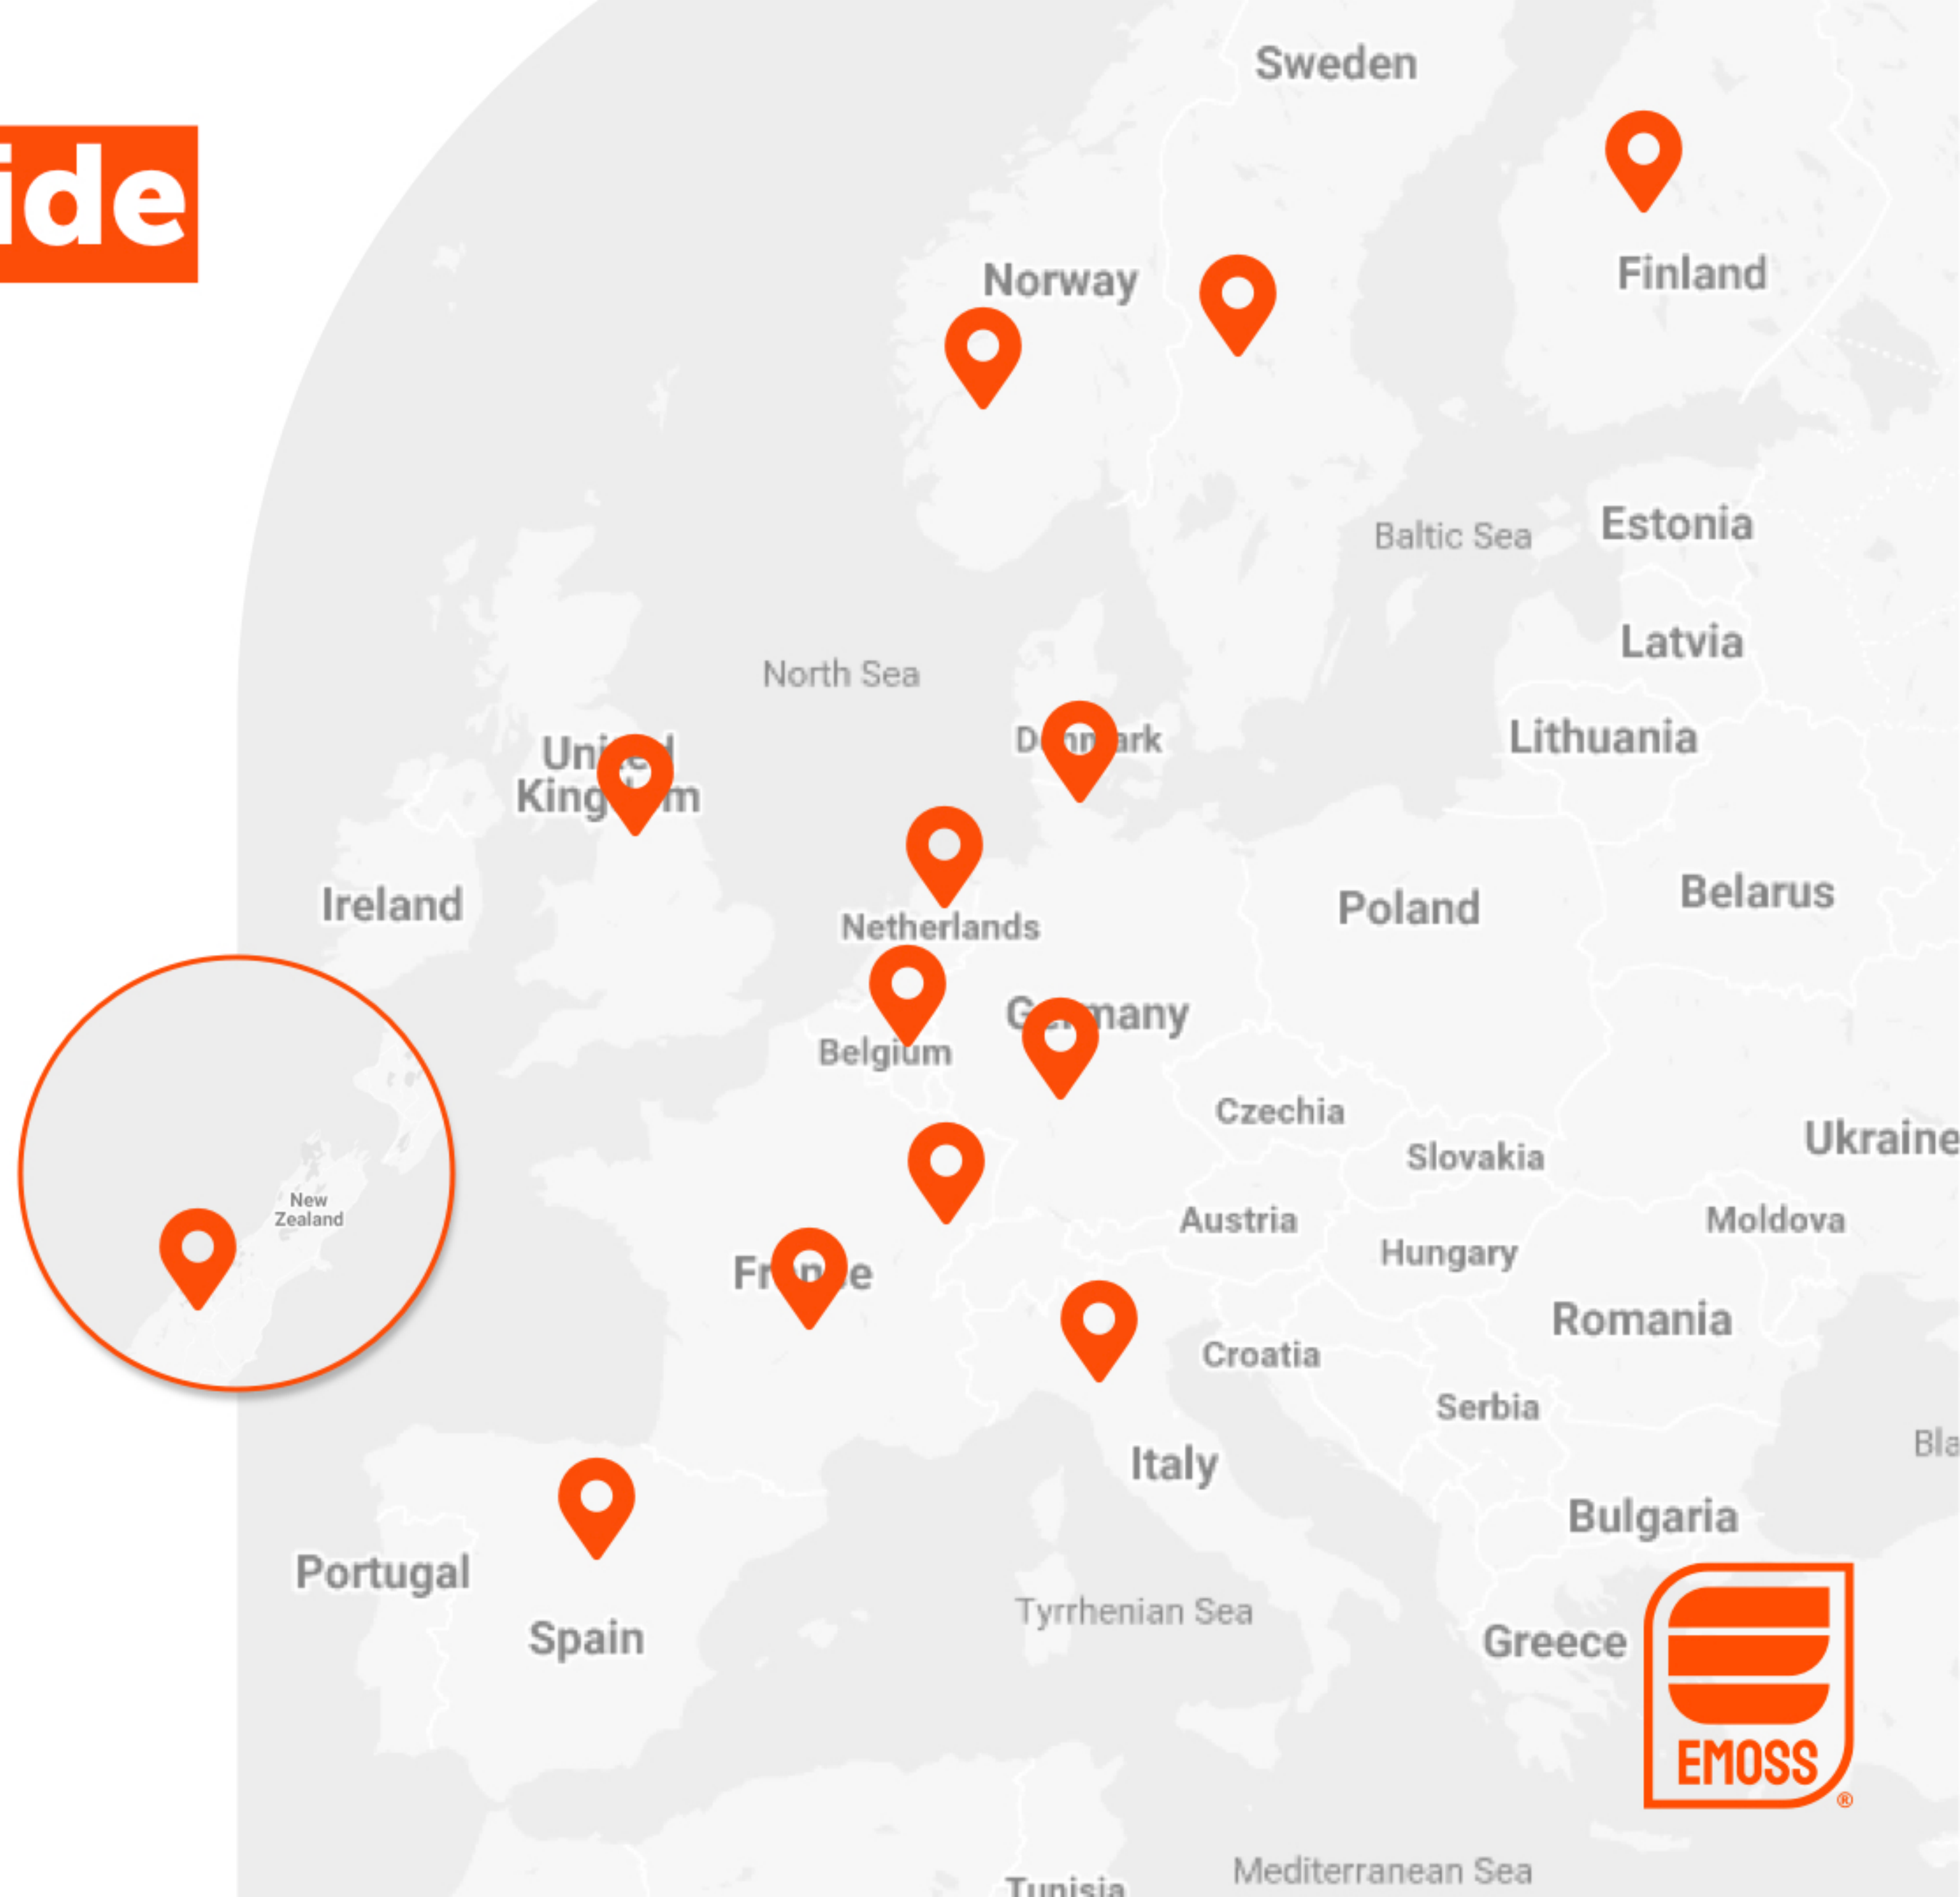 ide
Sweden
Finland
Norway
Estonia
Baltic Sea
Latvia
North Sea
Lithuania
Ireland
Poland
Belarus
Netherlands
Belgium
Czechia
Ukraine
Slovakia
New
Zealand
Austria
Moldova
Hungary
Romania
Croatia
Serbia
Bla
Italy
Bulgaria
Portugal
Tyrrhenian Sea
Spain
Greece
EMOSS
®
Mediterranean Sea
Tunisia